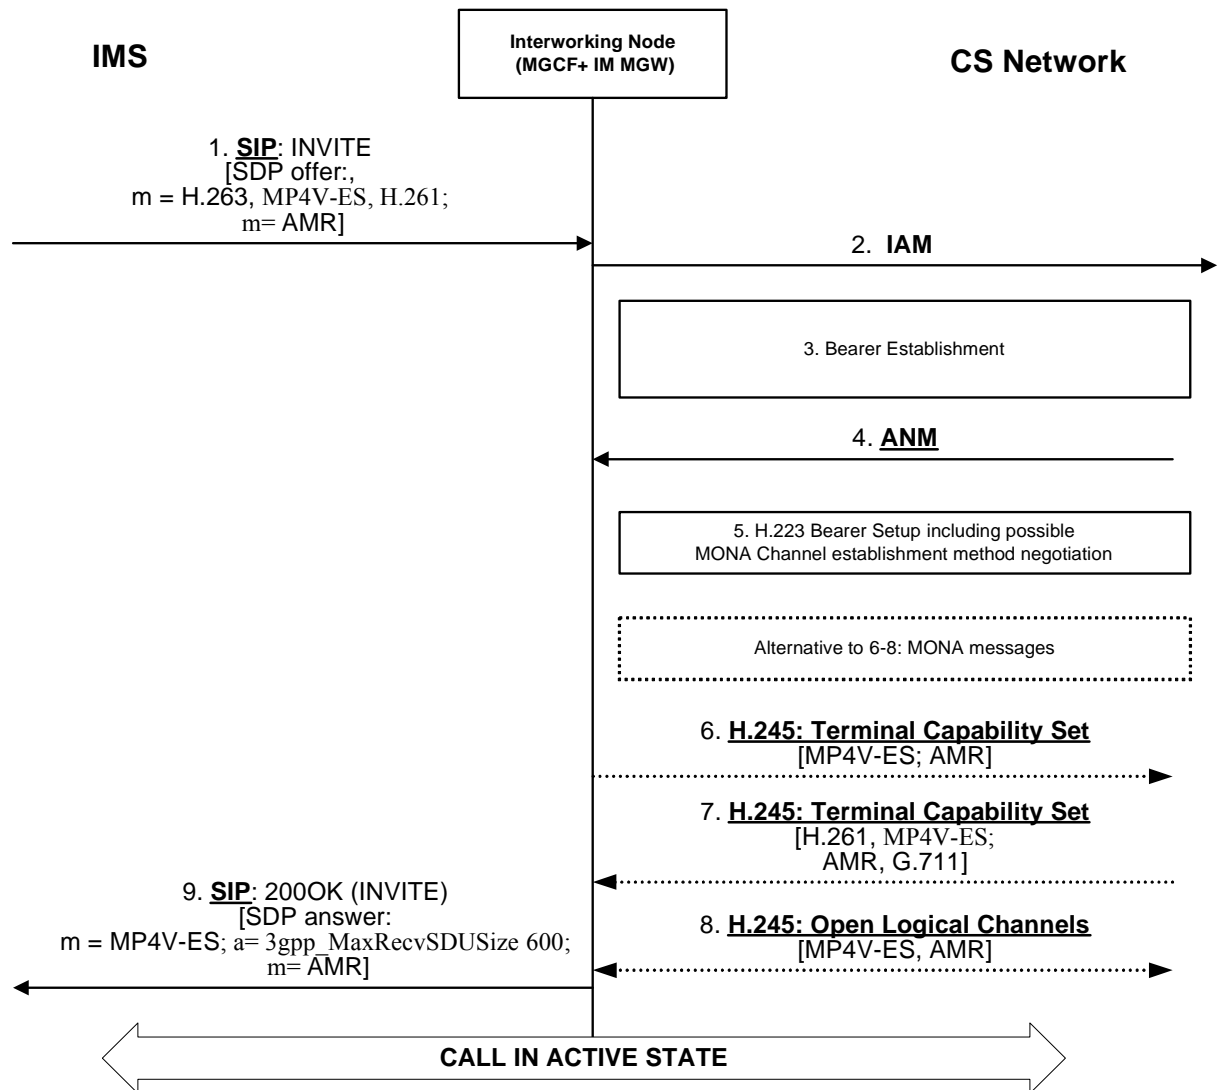 IMS
Interworking Node
(MGCF+ IM MGW)
CS Network
1. SIP: INVITE
[SDP offer:,
m = H.263, MP4V-ES, H.261;
m= AMR]
2. IAM
3. Bearer Establishment
4. ANM
5. H.223 Bearer Setup including possible
MONA Channel establishment method negotiation
Alternative to 6-8: MONA messages
6. H.245: Terminal Capability Set
[MP4V-ES; AMR]
7. H.245: Terminal Capability Set
[H.261, MP4V-ES;
AMR, G.711]
9. SIP: 200OK (INVITE)
[SDP answer:
m = MP4V-ES; a= 3gpp_MaxRecvSDUSize 600;
m= AMR]
8. H.245: Open Logical Channels
[MP4V-ES, AMR]
CALL IN ACTIVE STATE